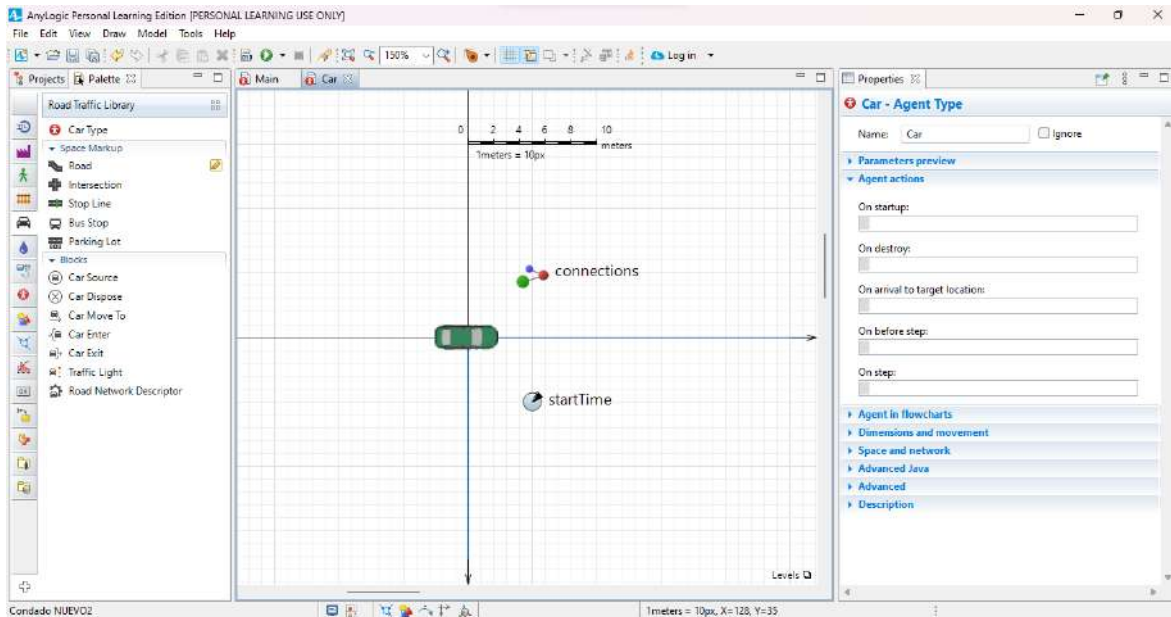 AnyLogic Personal Learning Edition [PERSONAL LEARNING USE ONLY]
File Edit View Draw Model Tools Help
150%
Log in
Projects Palette
Main
Car
Properties
Road Traffic Library
Car Type
Space Markup
Road
Intersection
Stop Line
Bus Stop
Parking Lot
Blocks
Car Source
Car Dispose
Car Move To
Car Enter
Car Exit
Traffic Light
Road Network Descriptor
0 2 4 6 8 10
meters
1meters = 10px
connections
startTime
Levels
Car - Agent Type
Name: Car Ignore
Parameters preview
Agent actions
On startup:
On destroy:
On arrival to target location:
On before step:
On step:
Agent in flowcharts
Dimensions and movement
Space and network
Advanced Java
Advanced
Description
Condado NUEVO2
1meters = 10px, X=128, Y=35